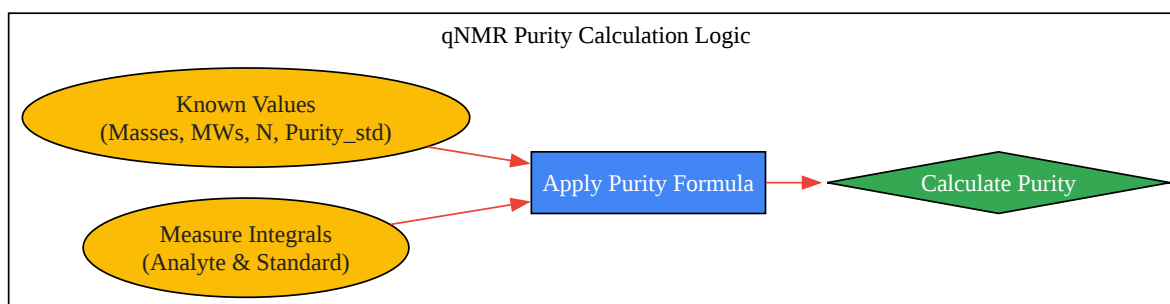 qNMR Purity Calculation Logic
Known Values
(Masses, MWs, N, Purity_std)
Apply Purity Formula
Calculate Purity
Measure Integrals
(Analyte & Standard)